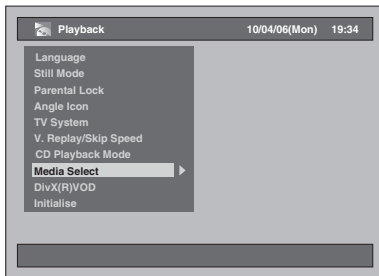 Playback 10/04/06(Mon) 19:34
Language
Still Mode
Parental Lock
Angle Icon
TV System
V. Replay/Skip Speed
CD Playback Mode
Media Select
DivX(R)VOD
Initialise